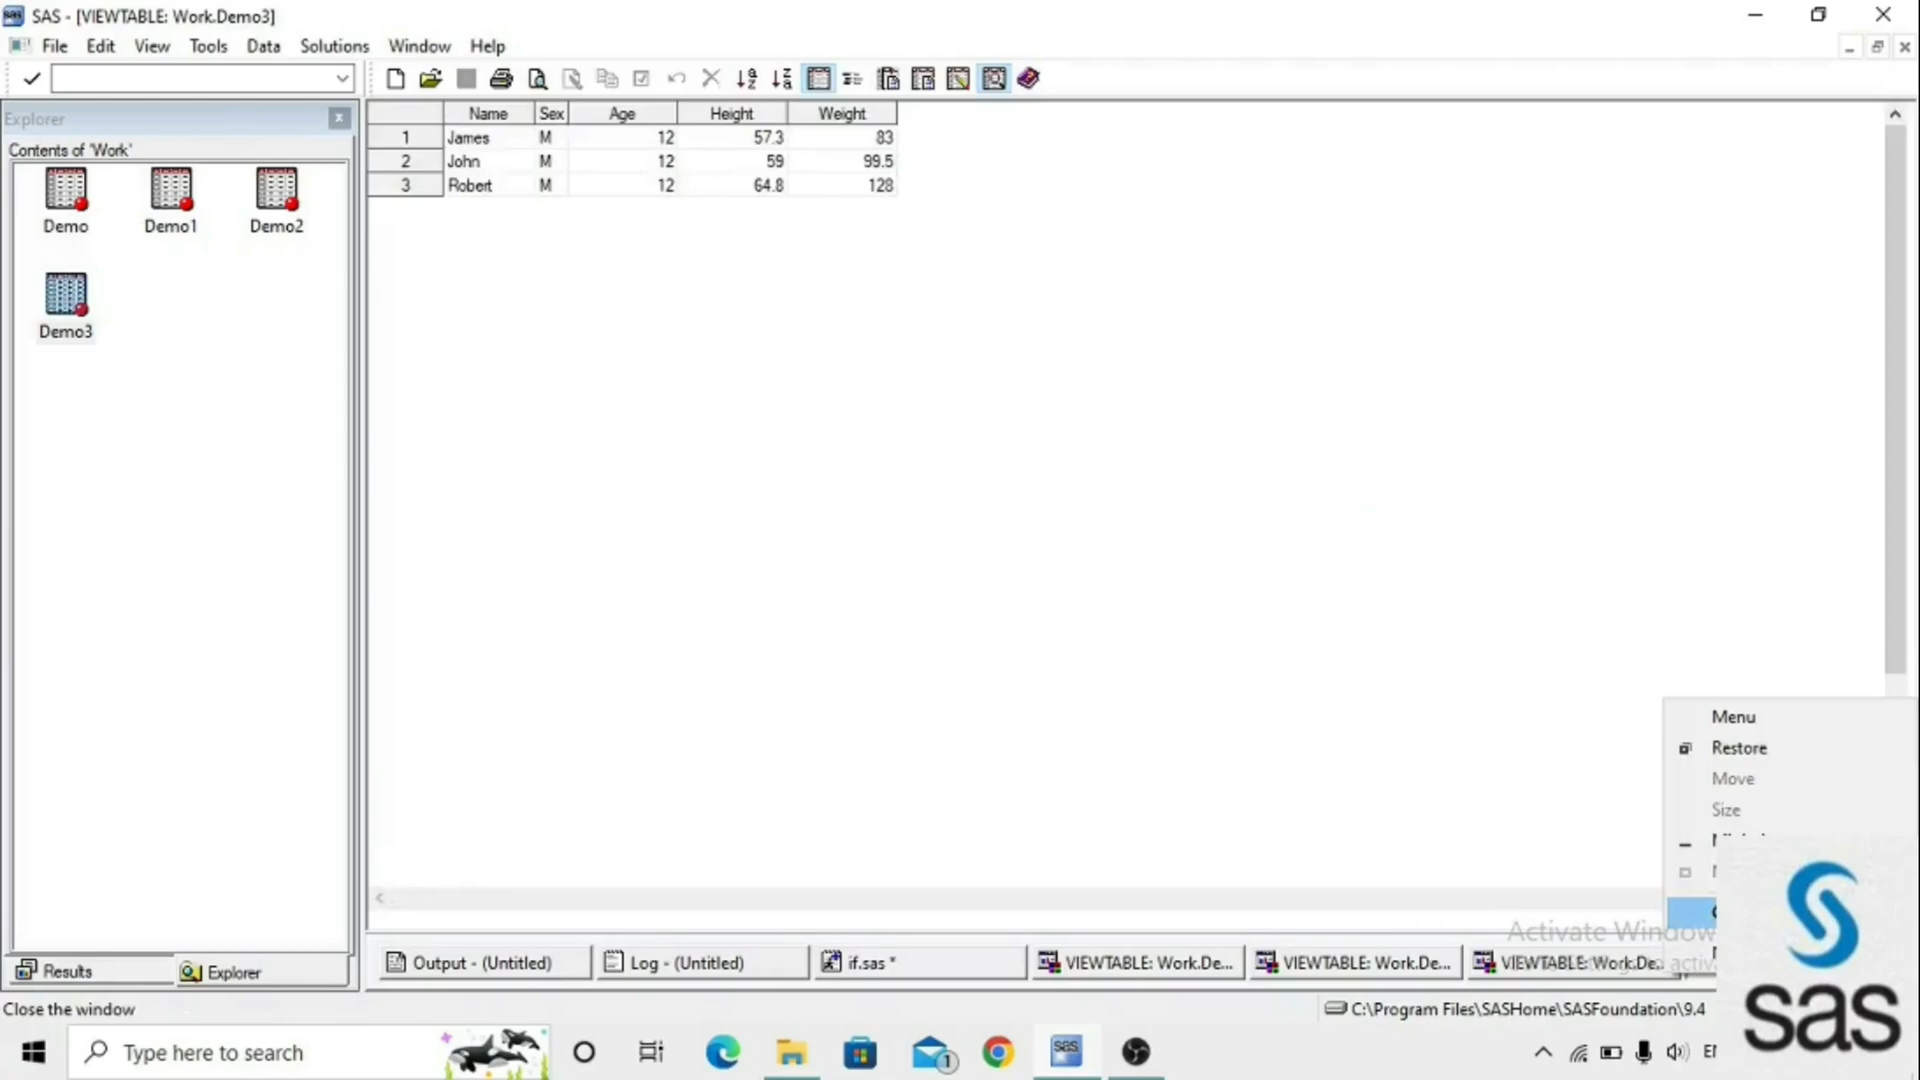 SAS - [VIEWTABLE: Work.Demo3]
File Edit View Tools Data Solutions Window Help
Explorer
Contents of 'Work'
Demo Demo1 Demo2
Demo3
Name Sex Age Height Weight
1 James M 12 57.3 83
2 John M 12 59 99.5
3 Robert M 12 64.8 128
Menu
Restore
Move
Size
Activate Window
Results Explorer
Output - (Untitled) Log - (Untitled) if.sas * VIEWTABLE: Work.De... VIEWTABLE: Work.De... VIEWTABLE: Work.De...
Close the window
C:\Program Files\SASHome\SASFoundation\9.4
sas
Type here to search
1
sas